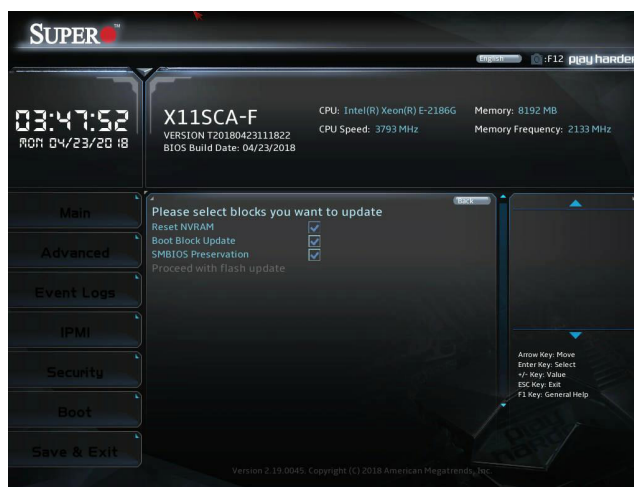 SUPER ™
English :F12 play harder
03:47:52
MON 04/23/2018
X11SCA-F
VERSION T20180423111822
BIOS Build Date: 04/23/2018
CPU: Intel(R) Xeon(R) E-2186G
CPU Speed: 3793 MHz
Memory: 8192 MB
Memory Frequency: 2133 MHz
Main
Advanced
Event Logs
IPMI
Security
Boot
Save & Exit
Back
Please select blocks you want to update
Reset NVRAM
Boot Block Update
SMBIOS Preservation
Proceed with flash update
Arrow Key: Move
Enter Key: Select
+/- Key: Value
ESC Key: Exit
F1 Key: General Help
Version 2.19.0045. Copyright (C) 2018 American Megatrends, Inc.